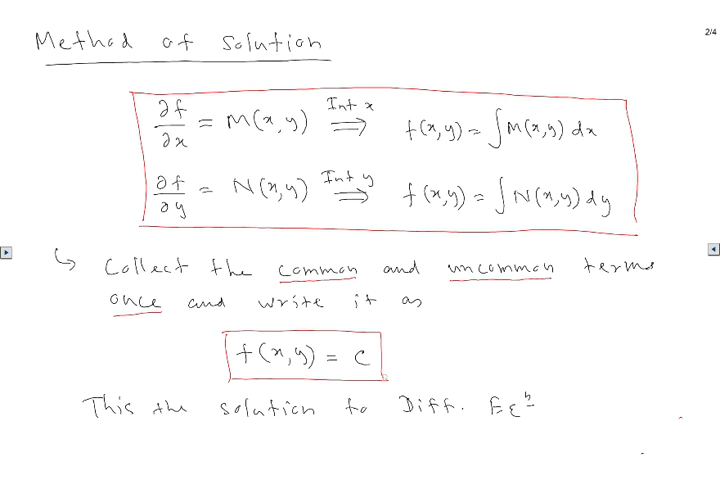 Method of Solution
2/4
∂f/∂x = M(x,y) Int x ⟹ f(x,y) = ∫M(x,y) dx
∂f/∂y = N(x,y) Int y ⟹ f(x,y) = ∫N(x,y) dy
↳ Collect the common and uncommon terms
once and write it as
f(x,y) = c
This the solution to Diff. Eqⁿ